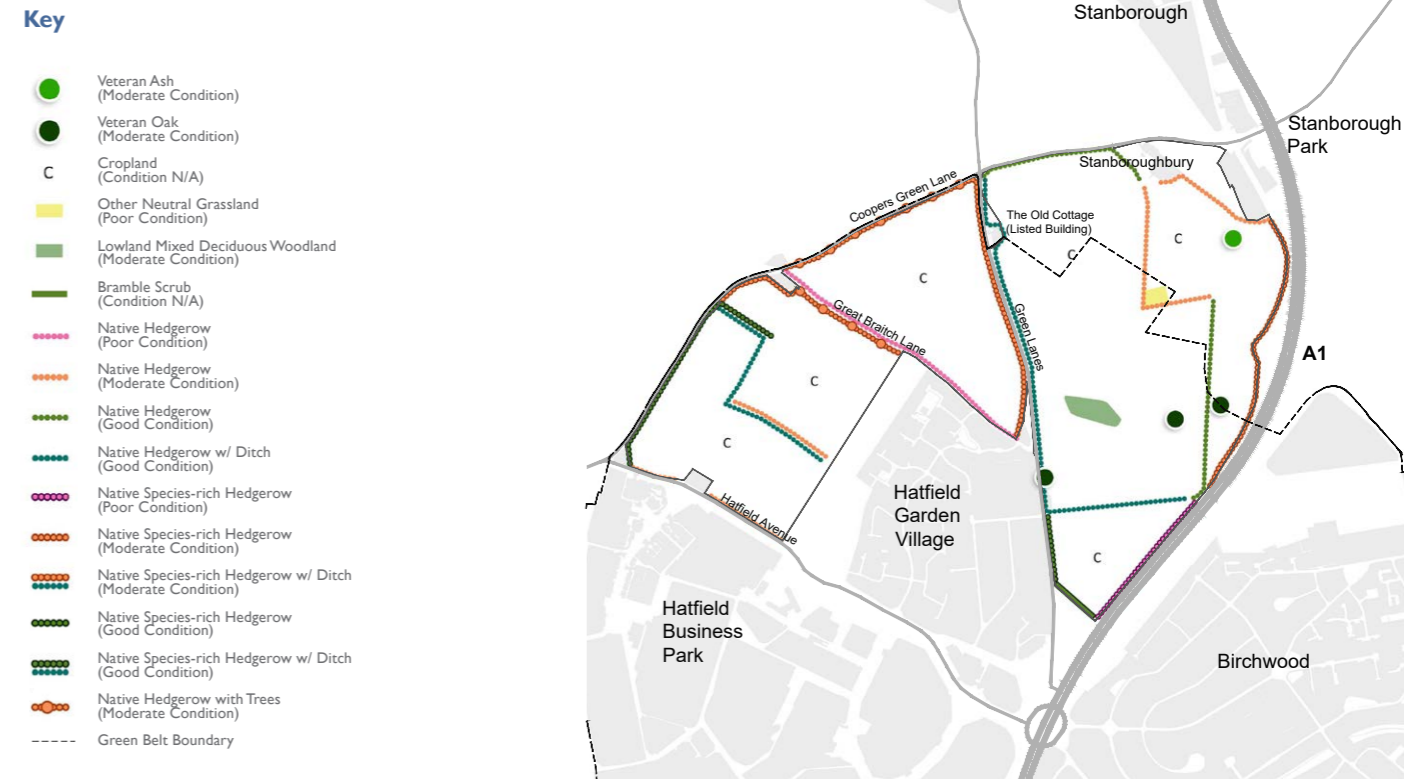 Key
Veteran Ash
(Moderate Condition)
Veteran Oak
(Moderate Condition)
C
Cropland
(Condition N/A)
Other Neutral Grassland
(Poor Condition)
Lowland Mixed Deciduous Woodland
(Moderate Condition)
Bramble Scrub
(Condition N/A)
Native Hedgerow
(Poor Condition)
Native Hedgerow
(Moderate Condition)
Native Hedgerow
(Good Condition)
Native Hedgerow w/ Ditch
(Good Condition)
Native Species-rich Hedgerow
(Poor Condition)
Native Species-rich Hedgerow
(Moderate Condition)
Native Species-rich Hedgerow w/ Ditch
(Moderate Condition)
Native Species-rich Hedgerow
(Good Condition)
Native Species-rich Hedgerow w/ Ditch
(Good Condition)
Native Hedgerow with Trees
(Moderate Condition)
Green Belt Boundary
Stanborough
Stanborough
Park
Stanboroughbury
Coopers Green Lane
The Old Cottage
(Listed Building)
C
C
C
Great Braitch Lane
Green Lanes
A1
C
C
Hatfield
Garden
Village
Hatfield Avenue
C
Hatfield
Business
Park
Birchwood